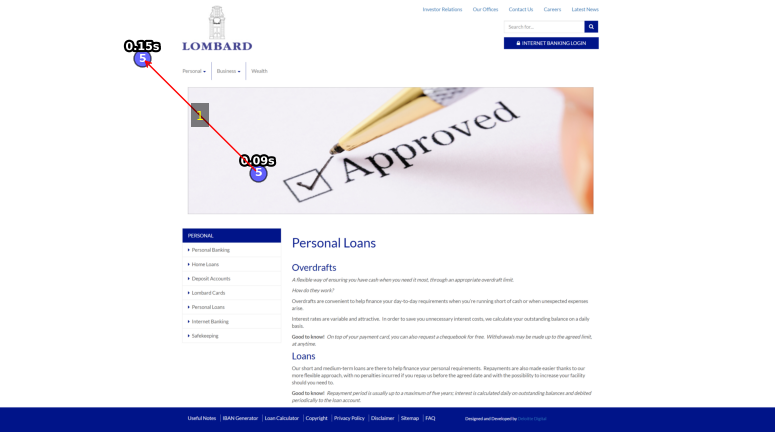 Investor Relations Our Offices Contact Us Careers Latest News
Search for...
INTERNET BANKING LOGIN
LOMBARD
Personal Business Wealth
0.15s
5
1
0.09s
5
Approved
PERSONAL
Personal Banking
Home Loans
Deposit Accounts
Lombard Cards
Personal Loans
Internet Banking
Safekeeping
Personal Loans
Overdrafts
A flexible way of ensuring you have cash when you need it most, through an appropriate overdraft limit.
How do they work?
Overdrafts are convenient to help finance your day-to-day requirements when you're running short of cash or when unexpected expenses
arise.
Interest rates are variable and attractive. In order to save you unnecessary interest costs, we calculate your outstanding balance on a daily
basis.
Good to know! On top of your payment card, you can also request a chequebook for free. Withdrawals may be made up to the agreed limit,
at anytime.
Loans
Our short and medium-term loans are there to help finance your personal requirements. Repayments are also made easier thanks to our
more flexible approach, with no penalties incurred if you repay us before the agreed date and with the possibility to increase your facility
should you need to.
Good to know! Repayment period is usually up to a maximum of five years; interest is calculated daily on outstanding balances and debited
periodically to the loan account.
Useful Notes IBAN Generator Loan Calculator Copyright Privacy Policy Disclaimer Sitemap FAQ Designed and Developed by Deloitte Digital